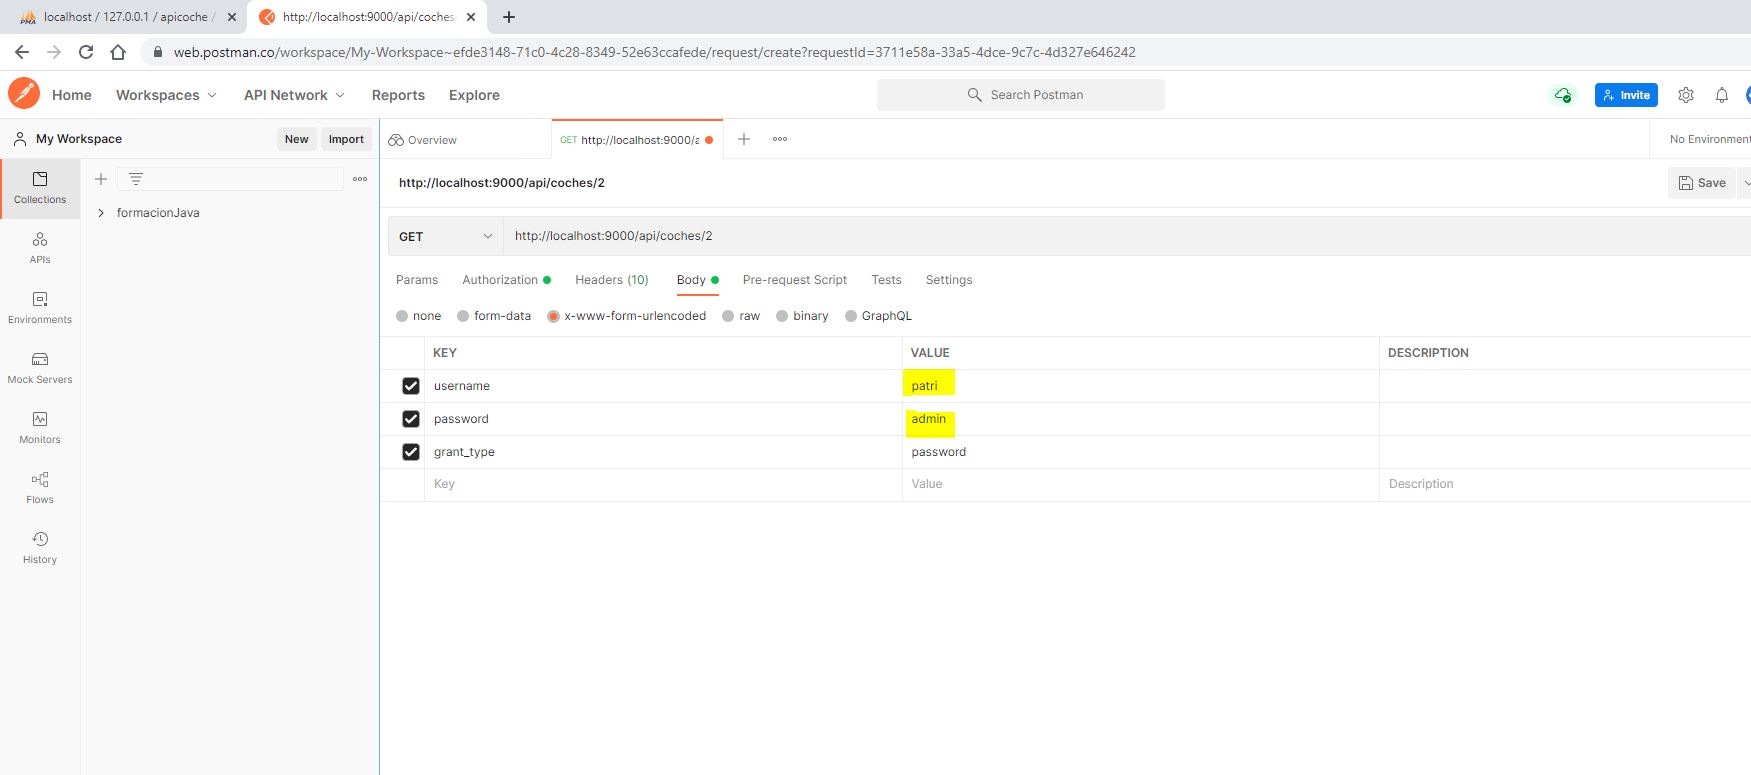 PMA localhost / 127.0.0.1 / apicoche /
http://localhost:9000/api/coches/
web.postman.co/workspace/My-Workspace~efde3148-71c0-4c28-8349-52e63ccafede/request/create?requestId=3711e58a-33a5-4dce-9c7c-4d327e646242
Home Workspaces API Network Reports Explore Search Postman Invite
My Workspace New Import Overview GET http://localhost:9000/a No Environment
Collections
formacionJava
APIs
Environments
Mock Servers
Monitors
Flows
History
http://localhost:9000/api/coches/2 Save
GET http://localhost:9000/api/coches/2
Params Authorization Headers (10) Body Pre-request Script Tests Settings
none form-data x-www-form-urlencoded raw binary GraphQL
KEY VALUE DESCRIPTION
username patri
password admin
grant_type password
Key Value Description